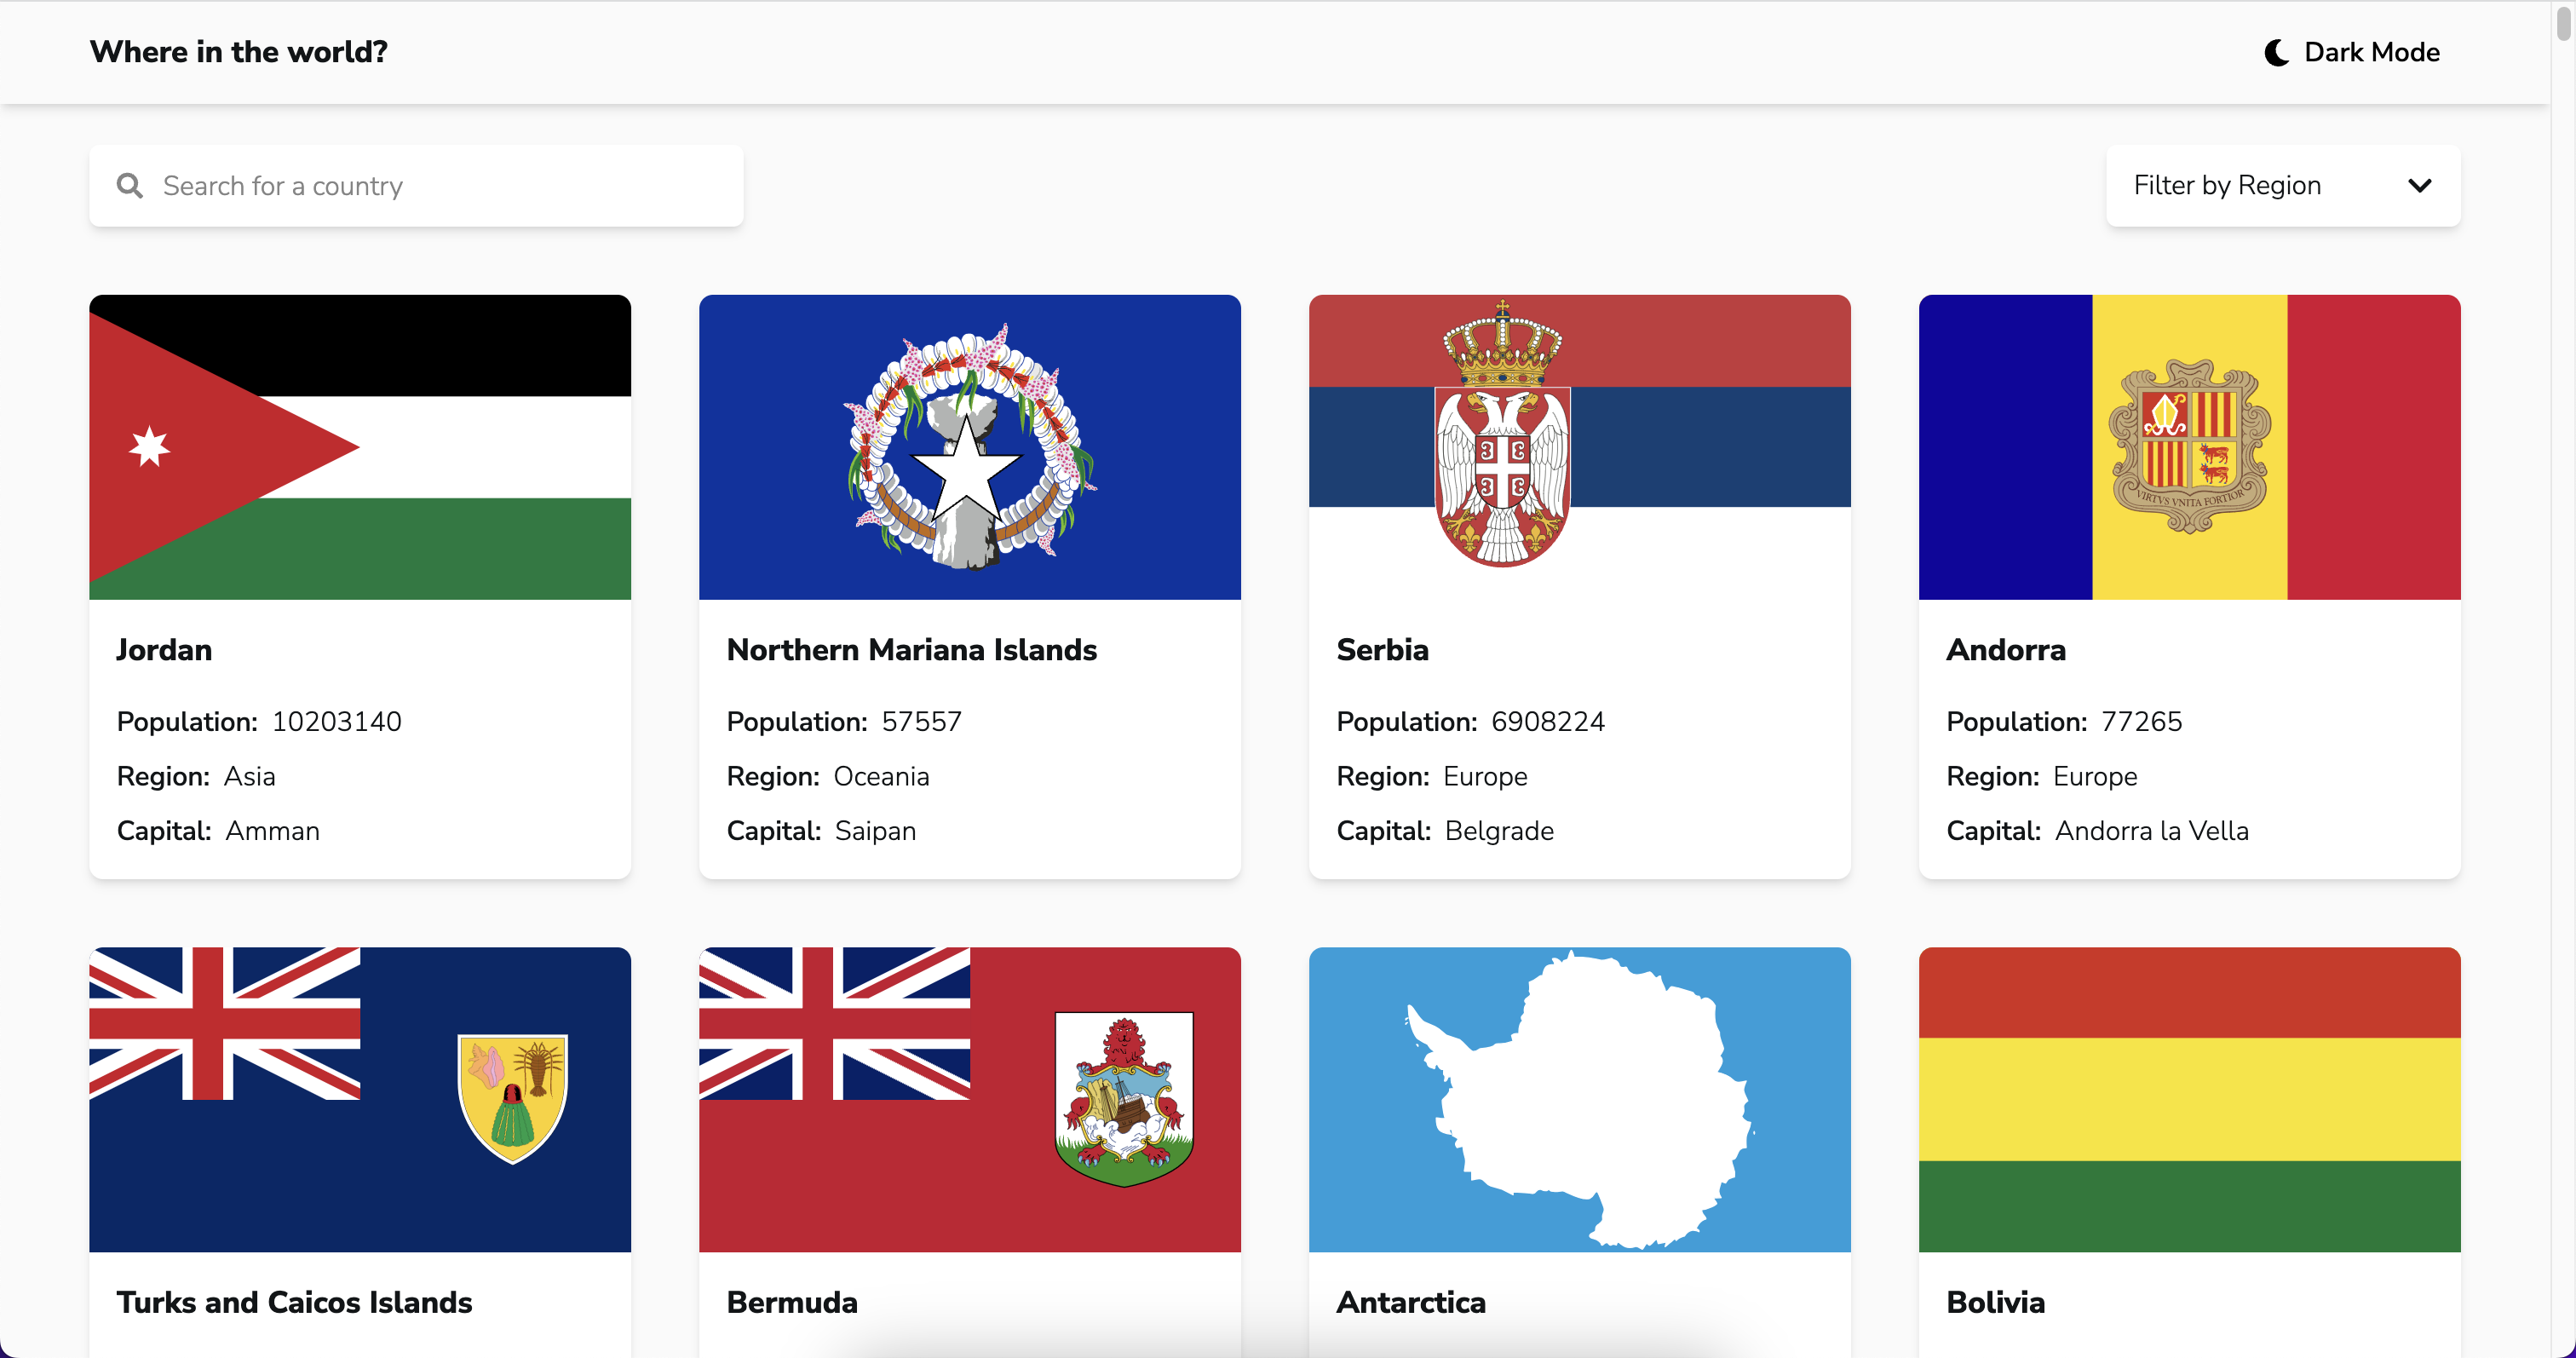 Where in the world?
Dark Mode
Search for a country
Filter by Region
VIRTVS VNITA FORTIOR
Jordan
Population: 10203140
Region: Asia
Capital: Amman
Northern Mariana Islands
Population: 57557
Region: Oceania
Capital: Saipan
Serbia
Population: 6908224
Region: Europe
Capital: Belgrade
Andorra
Population: 77265
Region: Europe
Capital: Andorra la Vella
Turks and Caicos Islands
Bermuda
Antarctica
Bolivia